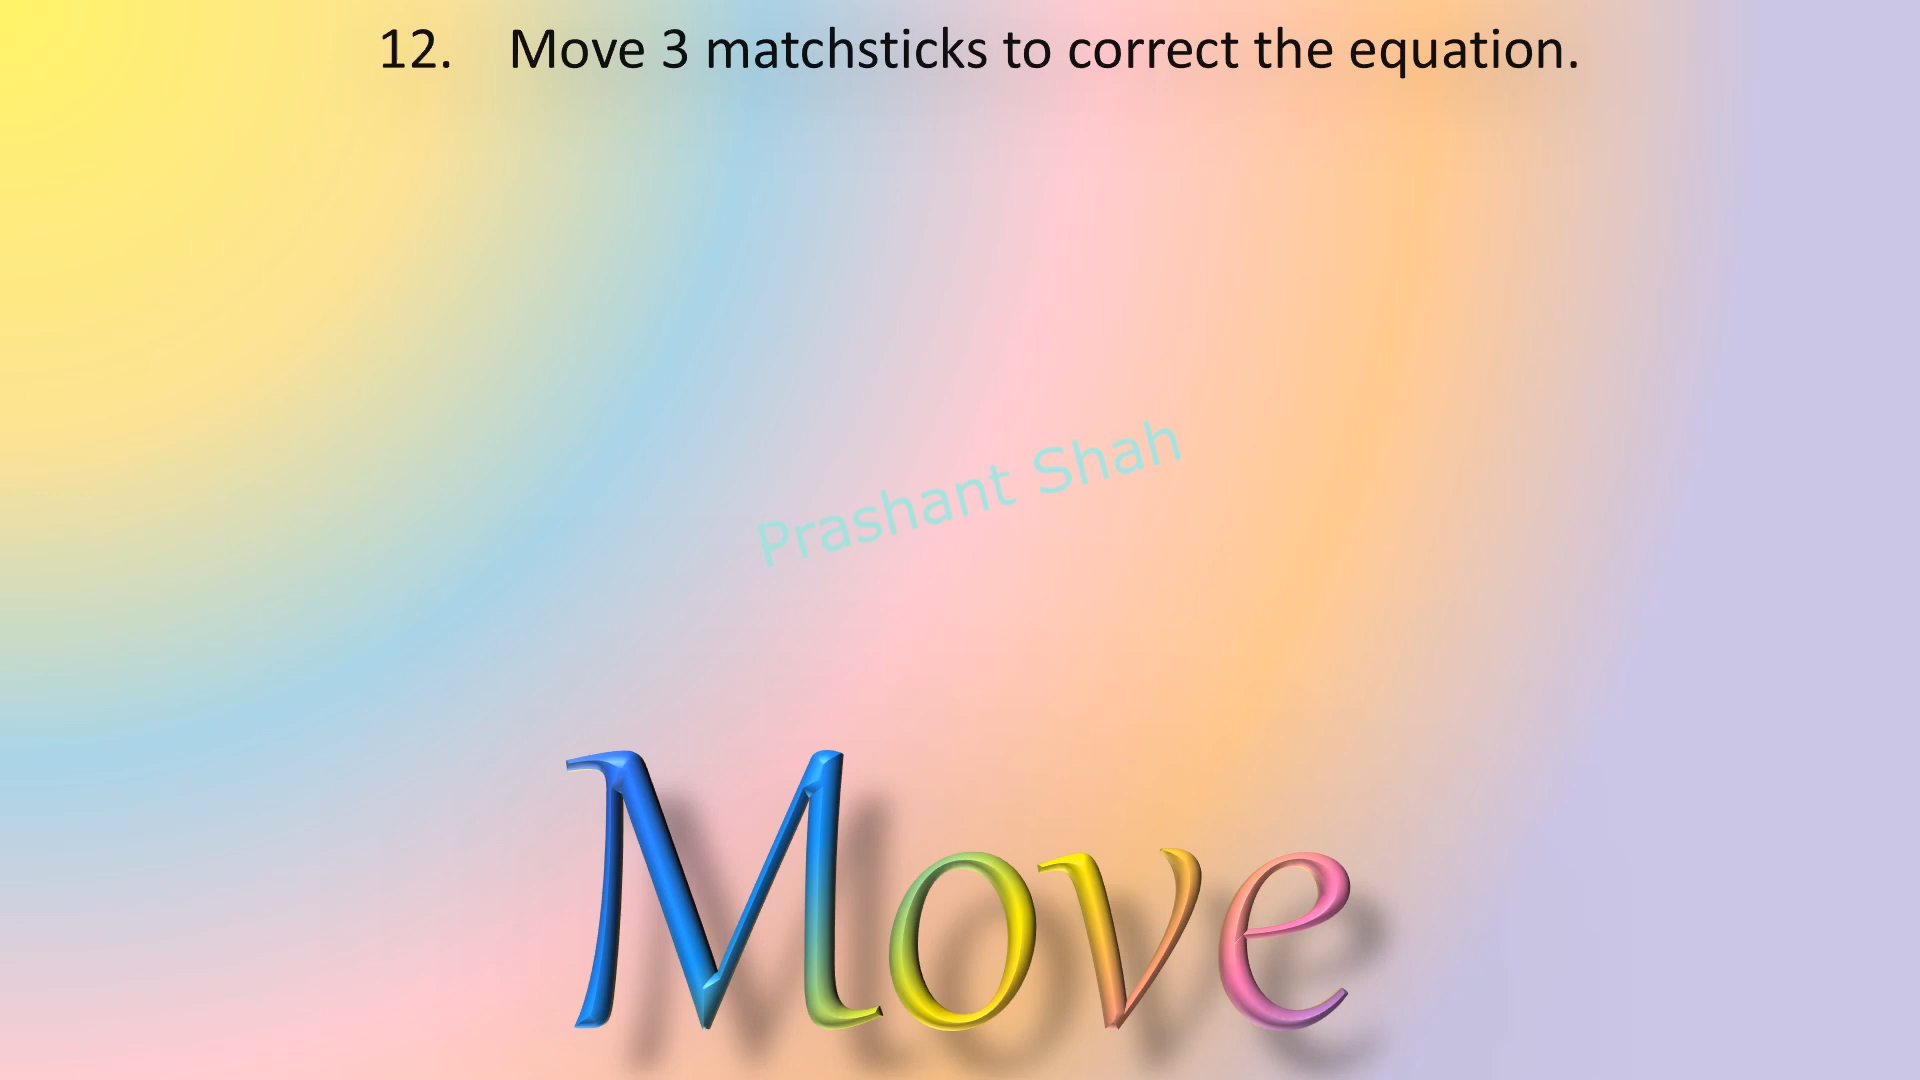 12. Move 3 matchsticks to correct the equation.
Prashant Shah
Move